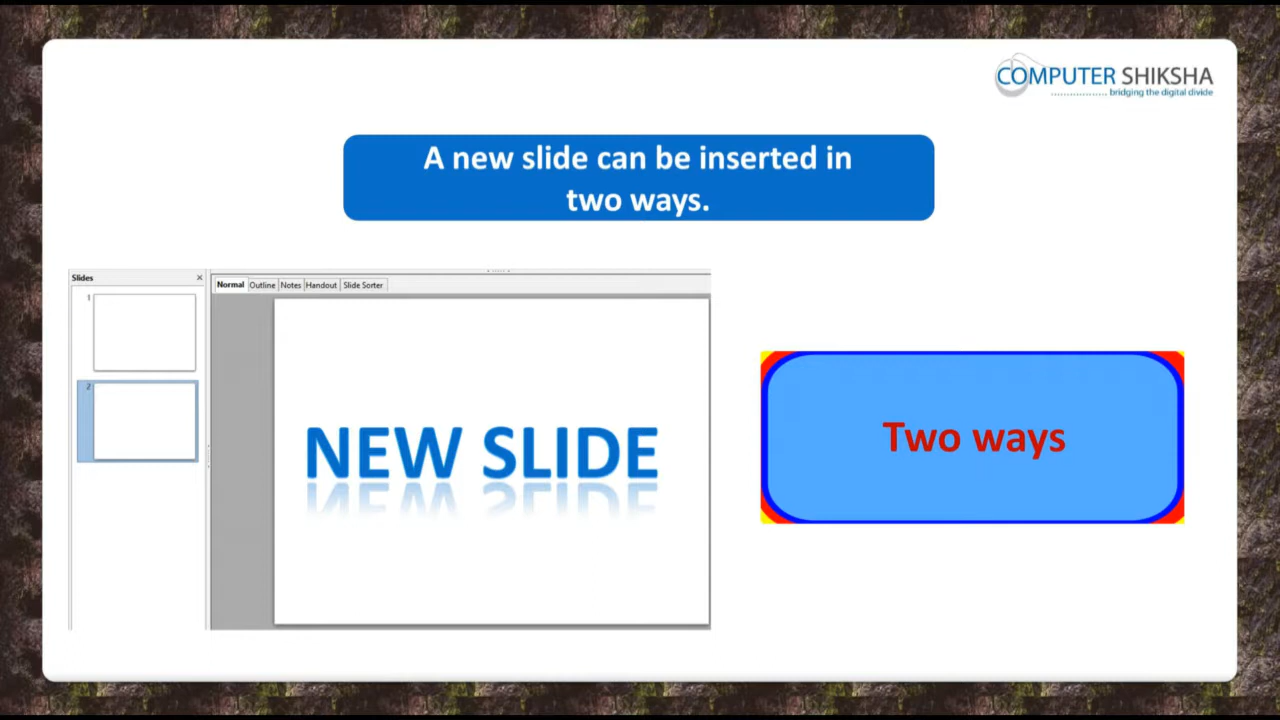 COMPUTER SHIKSHA
bridging the digital divide
A new slide can be inserted in
two ways.
Slides
1
2
Normal Outline Notes Handout Slide Sorter
NEW SLIDE
Two ways